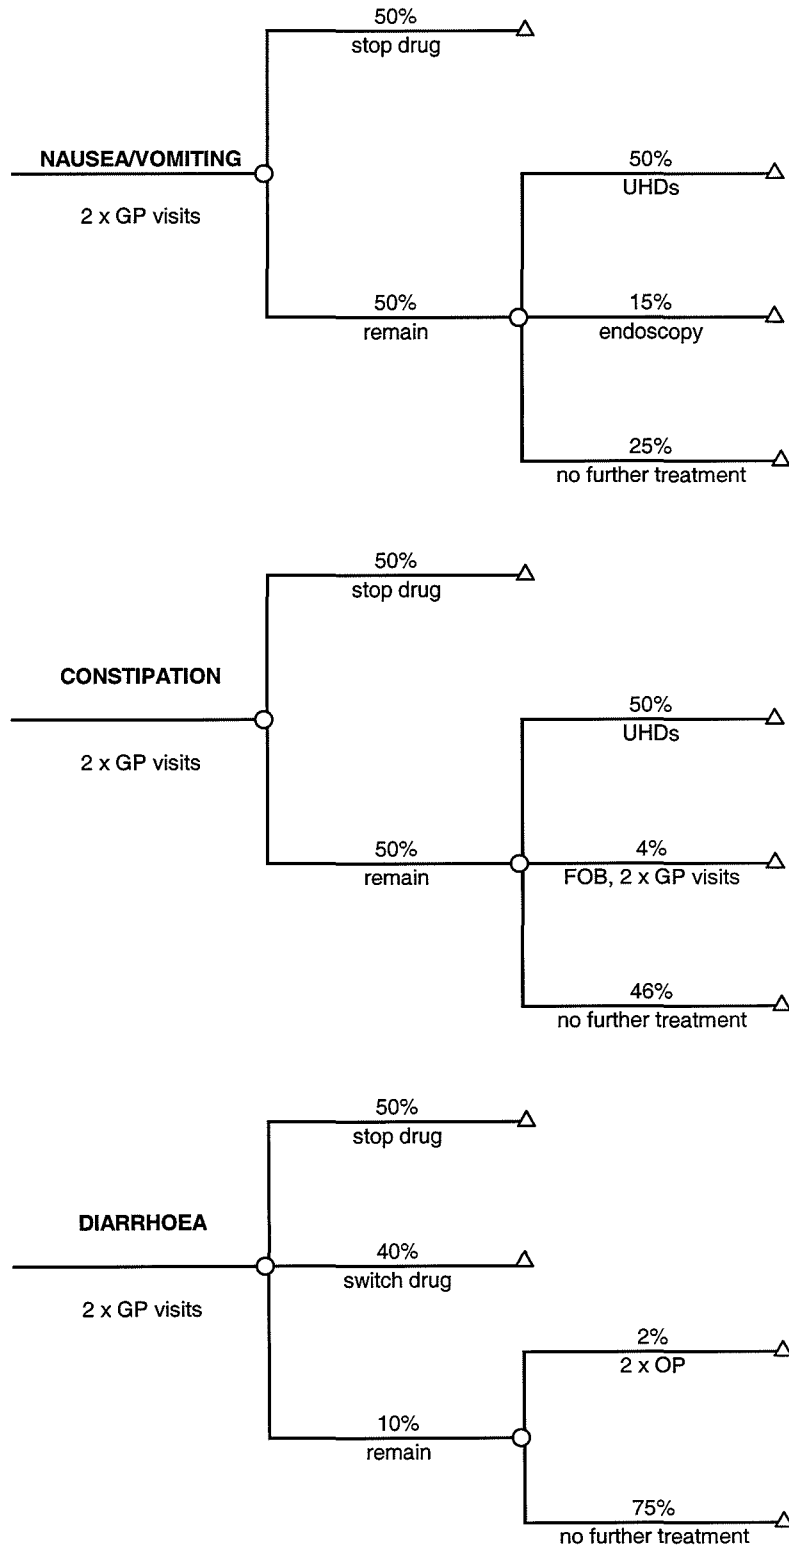 50%
stop drug
NAUSEA/VOMITING
2 x GP visits
50%
UHDs
50%
remain
15%
endoscopy
25%
no further treatment
50%
stop drug
CONSTIPATION
2 x GP visits
50%
UHDs
50%
remain
4%
FOB, 2 x GP visits
46%
no further treatment
50%
stop drug
DIARRHOEA
2 x GP visits
40%
switch drug
2%
2 x OP
10%
remain
75%
no further treatment